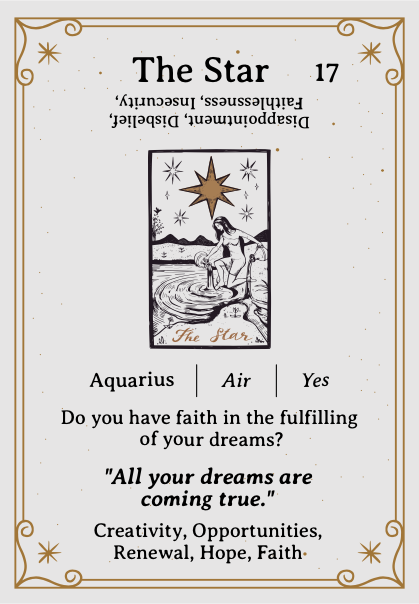 The Star 17
Disappointment, Disbelief,
Faithlessness, Insecurity,
The Star
Aquarius | Air | Yes
Do you have faith in the fulfilling
of your dreams?
"All your dreams are
coming true."
Creativity, Opportunities,
Renewal, Hope, Faith